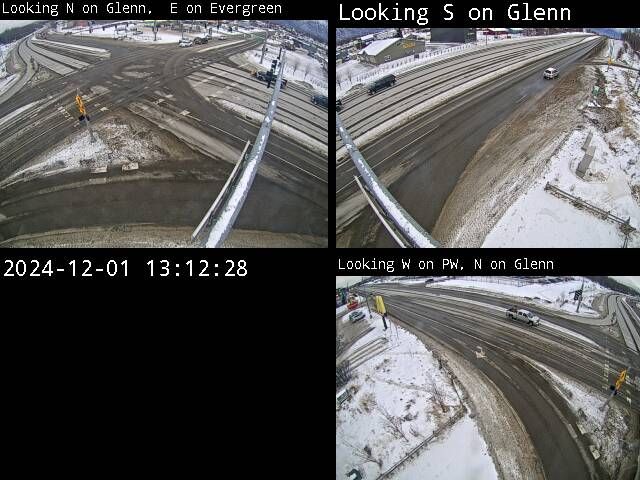 Looking N on Glenn, E on Evergreen
Looking S on Glenn
2024-12-01 13:12:28
Looking W on PW, N on Glenn